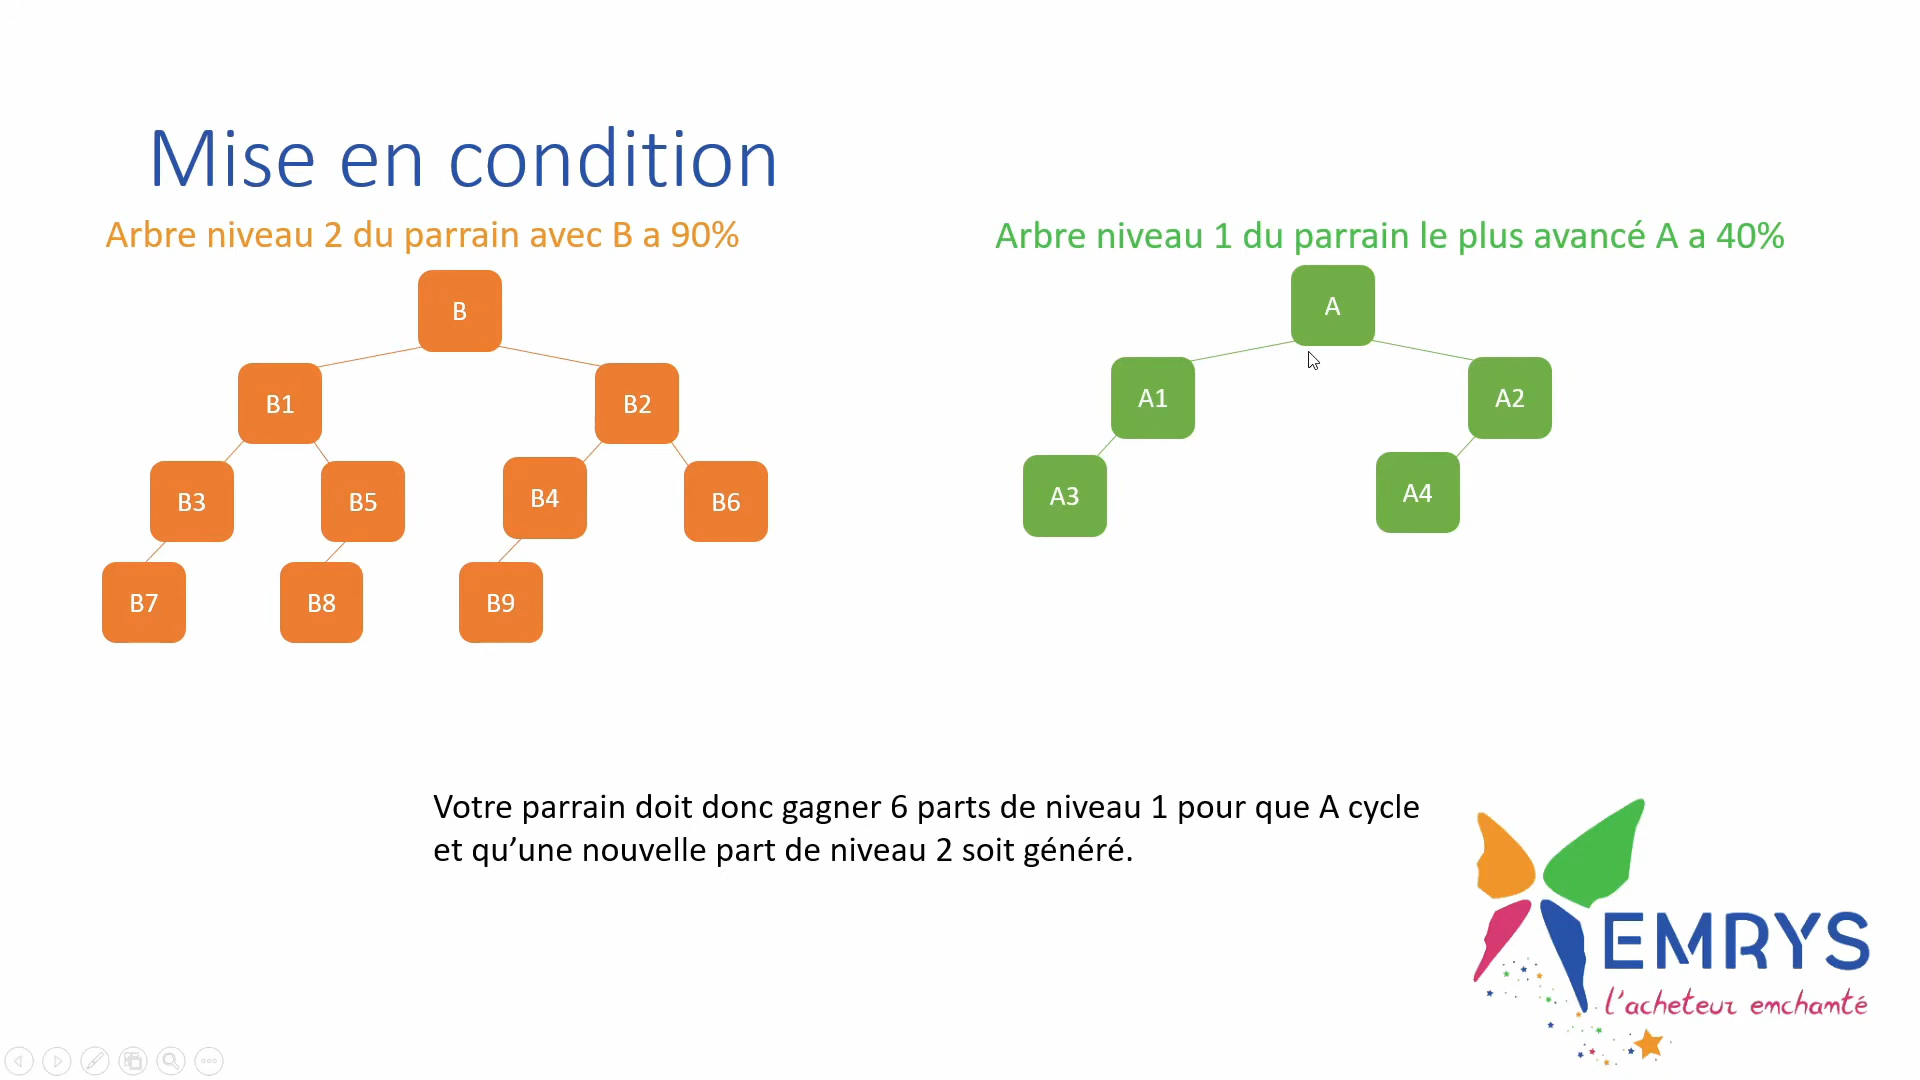 Mise en condition
Arbre niveau 2 du parrain avec B a 90%
B
B1
B2
B3
B5
B4
B6
B7
B8
B9
Arbre niveau 1 du parrain le plus avancé A a 40%
A
A1
A2
A3
A4
Votre parrain doit donc gagner 6 parts de niveau 1 pour que A cycle
et qu’une nouvelle part de niveau 2 soit généré.
EMRYS
l'acheteur enchanté